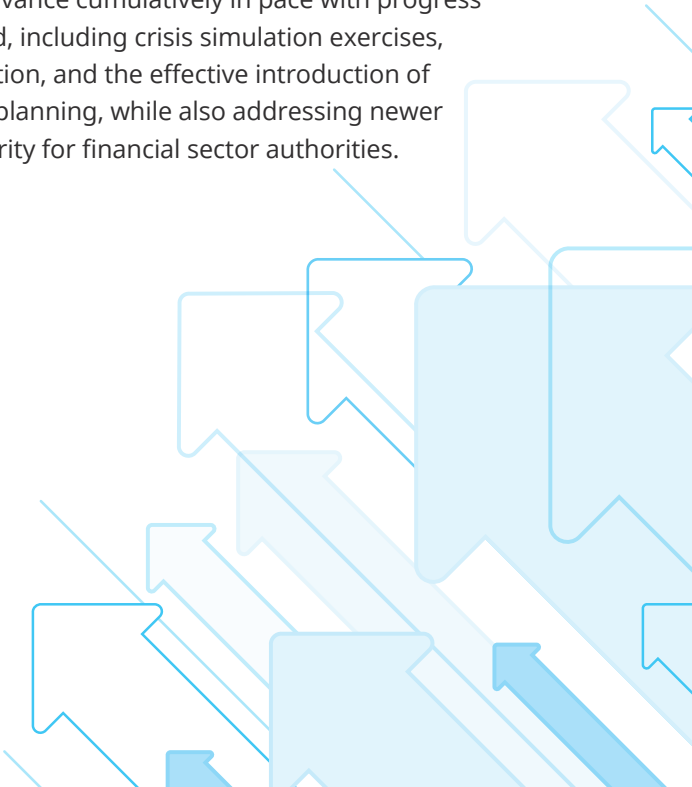 vance cumulatively in pace with progress
d, including crisis simulation exercises,
tion, and the effective introduction of
planning, while also addressing newer
rity for financial sector authorities.